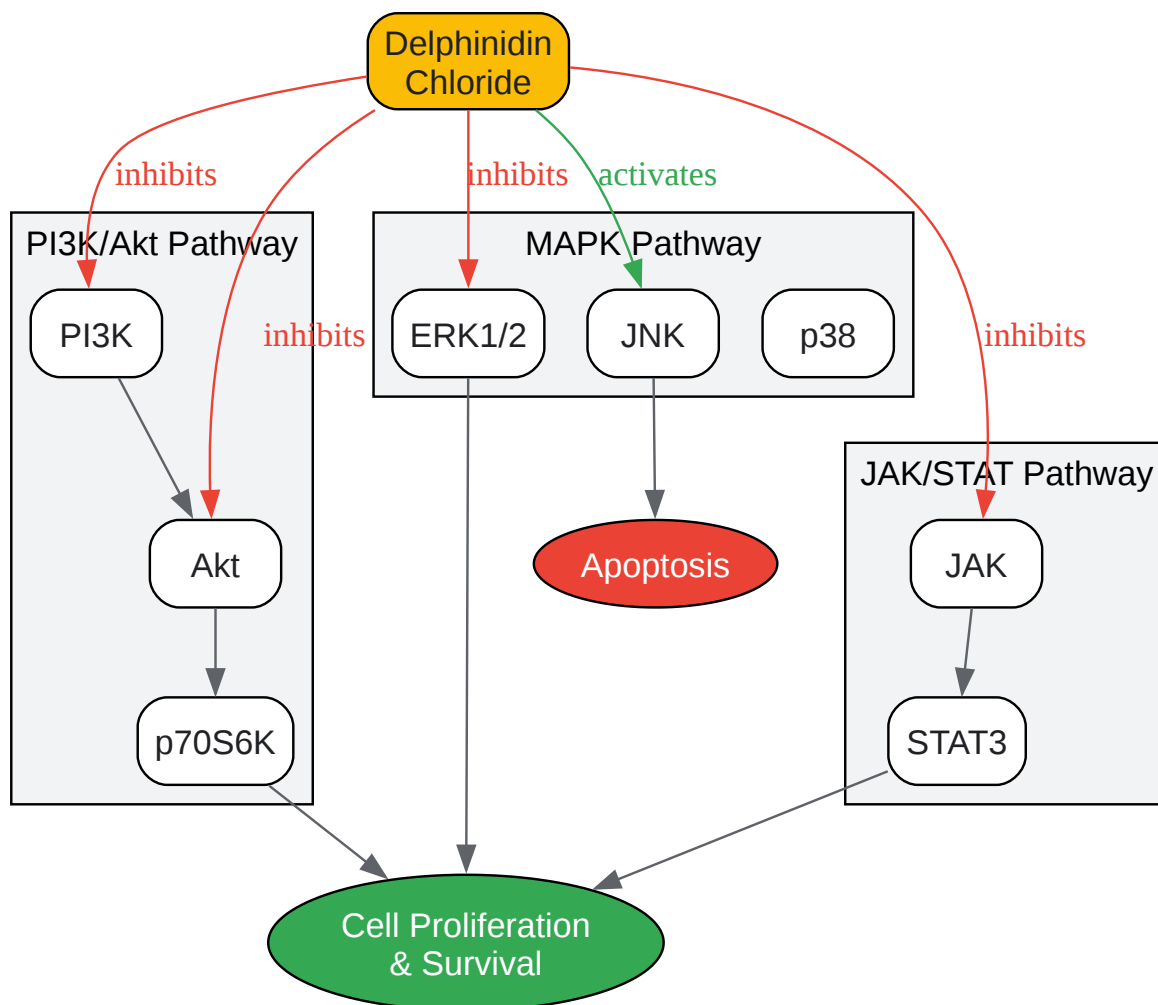 Delphinidin
Chloride
inhibits
inhibits
activates
PI3K/Akt Pathway
MAPK Pathway
PI3K
inhibits
ERK1/2
JNK
p38
inhibits
JAK/STAT Pathway
Akt
Apoptosis
JAK
p70S6K
STAT3
Cell Proliferation
& Survival